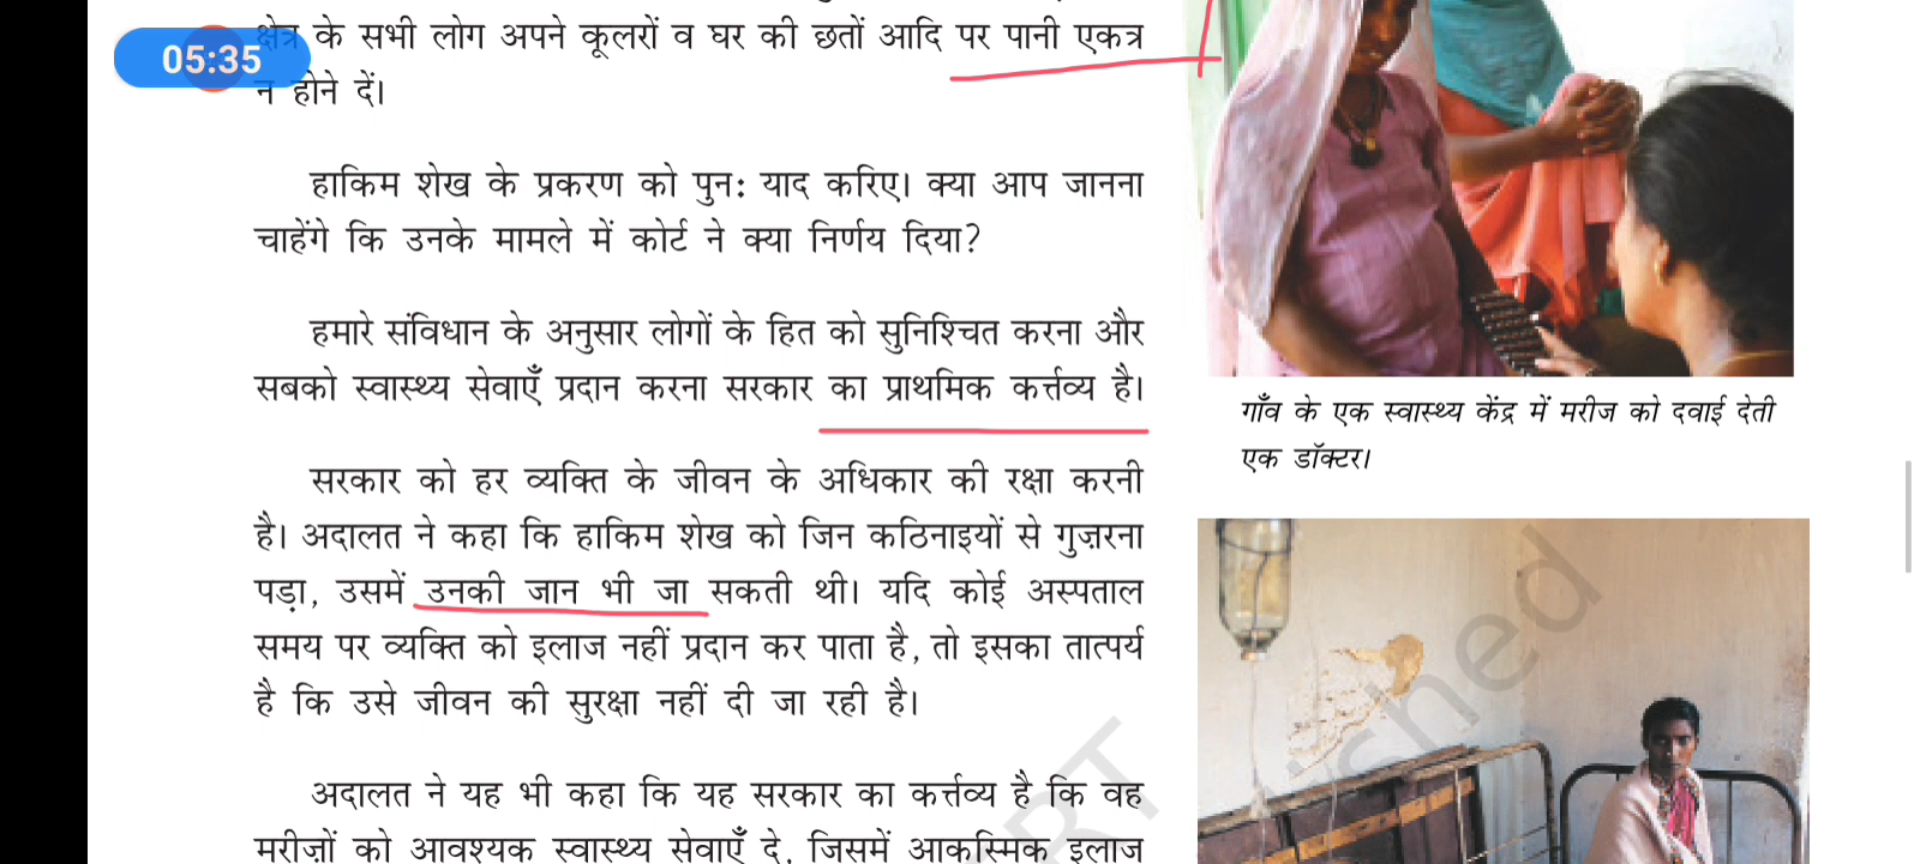 05:35
क्षेत्र के सभी लोग अपने कूलरों व घर की छतों आदि पर पानी एकत्र
न होने दें।
हाकिम शेख के प्रकरण को पुनः याद करिए। क्या आप जानना
चाहेंगे कि उनके मामले में कोर्ट ने क्या निर्णय दिया?
हमारे संविधान के अनुसार लोगों के हित को सुनिश्चित करना और
सबको स्वास्थ्य सेवाएँ प्रदान करना सरकार का प्राथमिक कर्त्तव्य है।
सरकार को हर व्यक्ति के जीवन के अधिकार की रक्षा करनी
है। अदालत ने कहा कि हाकिम शेख को जिन कठिनाइयों से गुज़रना
पड़ा, उसमें उनकी जान भी जा सकती थी। यदि कोई अस्पताल
समय पर व्यक्ति को इलाज नहीं प्रदान कर पाता है, तो इसका तात्पर्य
है कि उसे जीवन की सुरक्षा नहीं दी जा रही है।
अदालत ने यह भी कहा कि यह सरकार का कर्त्तव्य है कि वह
मरीज़ों को आवश्यक स्वास्थ्य सेवाएँ दे, जिसमें आकस्मिक इलाज
गाँव के एक स्वास्थ्य केंद्र में मरीज को दवाई देती
एक डॉक्टर।